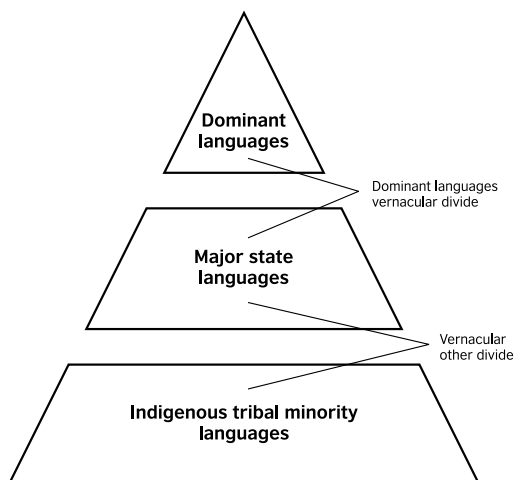 Dominant
languages
Dominant languages
vernacular divide
Major state
languages
Vernacular
other divide
Indigenous tribal minority
languages